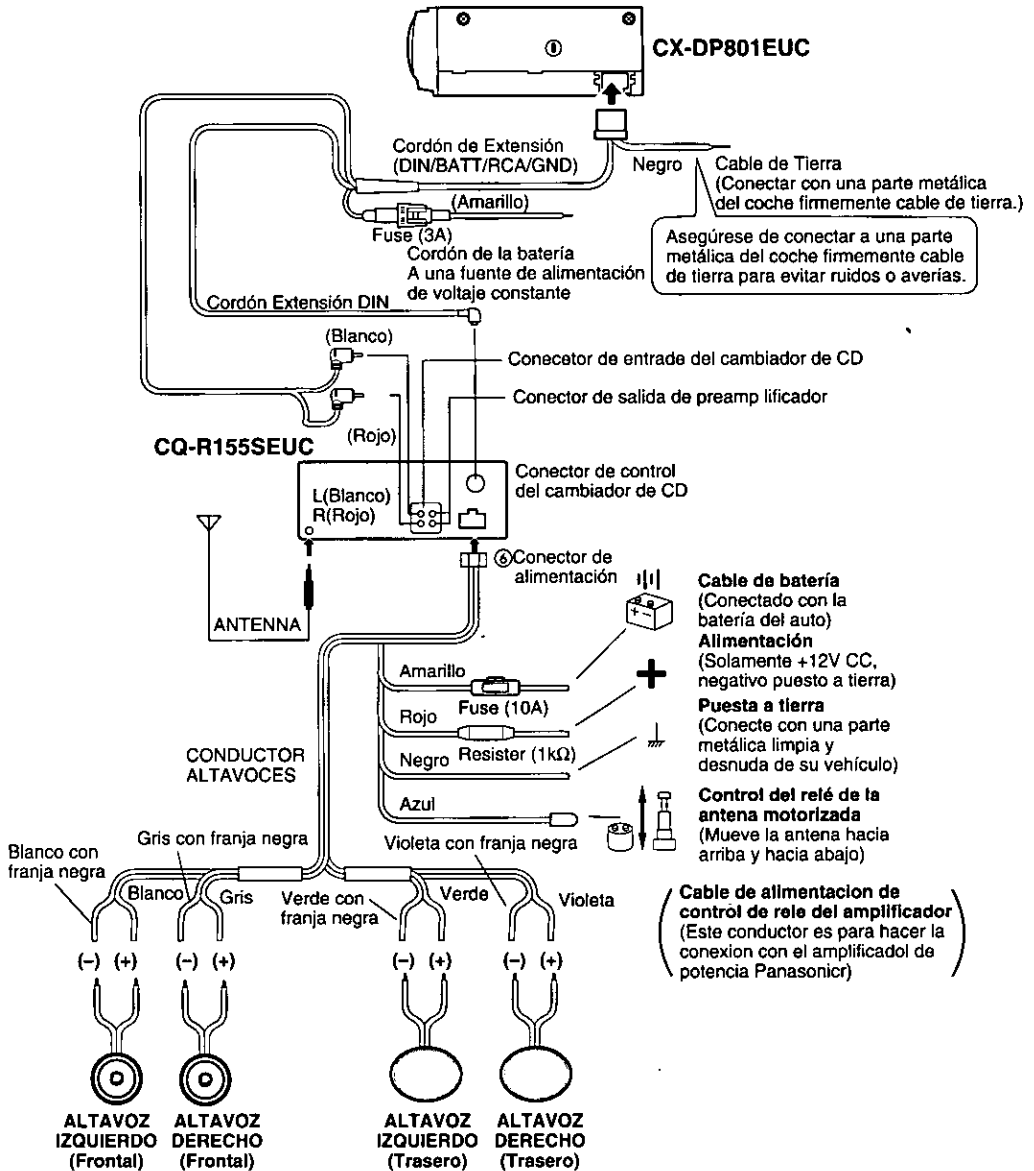 CX-DP801EUC
Cordón de Extensión
(DIN/BATT/RCA/GND)
Negro
Cable de Tierra
(Conectar con una parte metálica
del coche firmemente cable de tierra.)
(Amarillo)
Fuse (3A)
Asegúrese de conectar a una parte
metálica del coche firmemente cable
de tierra para evitar ruidos o averías.
Cordón de la batería
A una fuente de alimentación
de voltaje constante
Cordón Extensión DIN
(Blanco)
Conecetor de entrade del cambiador de CD
Conector de salida de preamp lificador
(Rojo)
CQ-R155SEUC
L(Blanco)
R(Rojo)
Conector de control
del cambiador de CD
⑥Conector de
alimentación
ANTENNA
Cable de batería
(Conectado con la
batería del auto)
Alimentación
(Solamente +12V CC,
negativo puesto a tierra)
Puesta a tierra
(Conecte con una parte
metálica limpia y
desnuda de su vehículo)
Control del relé de la
antena motorizada
(Mueve la antena hacia
arriba y hacia abajo)
Amarillo
Fuse (10A)
Rojo
Resister (1kΩ)
Negro
Azul
CONDUCTOR
ALTAVOCES
Blanco con
franja negra
Gris con franja negra
Blanco
Gris
Verde con
franja negra
Violeta con franja negra
Verde
Violeta
Cable de alimentacion de
control de rele del amplificador
(Este conductor es para hacer la
conexion con el amplificadol de
potencia Panasonicr)
(–) (+) (–) (+) (–) (+) (–) (+)
ALTAVOZ
IZQUIERDO
(Frontal)
ALTAVOZ
DERECHO
(Frontal)
ALTAVOZ
IZQUIERDO
(Trasero)
ALTAVOZ
DERECHO
(Trasero)